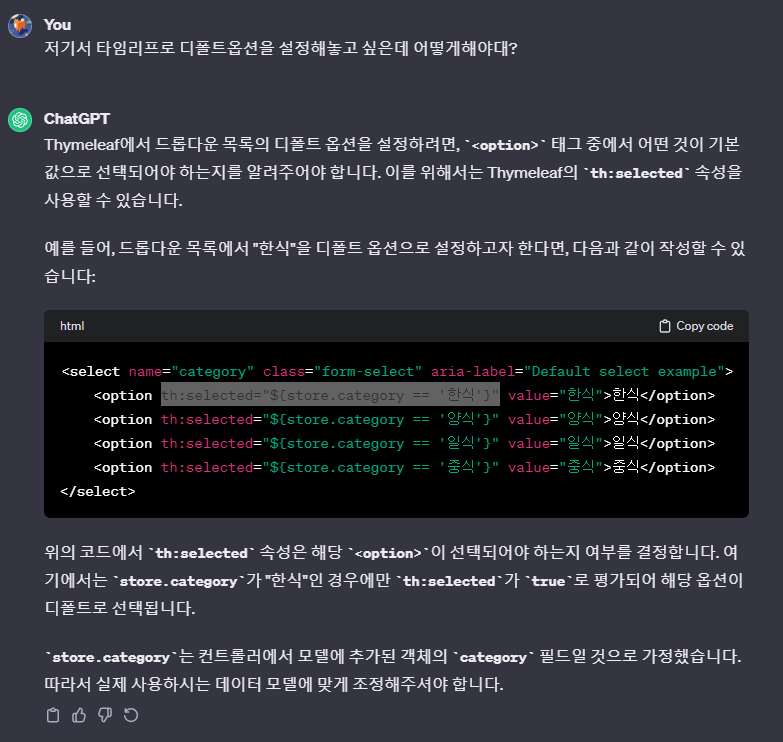 You
저기서 타임리프로 디폴트옵션을 설정해놓고 싶은데 어떻게해야대?
ChatGPT
Thymeleaf에서 드롭다운 목록의 디폴트 옵션을 설정하려면, `<option>` 태그 중에서 어떤 것이 기본
값으로 선택되어야 하는지를 알려주어야 합니다. 이를 위해서는 Thymeleaf의 `th:selected` 속성을
사용할 수 있습니다.
예를 들어, 드롭다운 목록에서 "한식"을 디폴트 옵션으로 설정하고자 한다면, 다음과 같이 작성할 수 있
습니다:
html Copy code
<select name="category" class="form-select" aria-label="Default select example">
<option th:selected="${store.category == '한식'}" value="한식">한식</option>
<option th:selected="${store.category == '양식'}" value="양식">양식</option>
<option th:selected="${store.category == '일식'}" value="일식">일식</option>
<option th:selected="${store.category == '중식'}" value="중식">중식</option>
</select>
위의 코드에서 `th:selected` 속성은 해당 `<option>`이 선택되어야 하는지 여부를 결정합니다. 여
기에서는 `store.category`가 "한식"인 경우에만 `th:selected`가 `true`로 평가되어 해당 옵션이
디폴트로 선택됩니다.
`store.category`는 컨트롤러에서 모델에 추가된 객체의 `category` 필드일 것으로 가정했습니다.
따라서 실제 사용하시는 데이터 모델에 맞게 조정해주셔야 합니다.